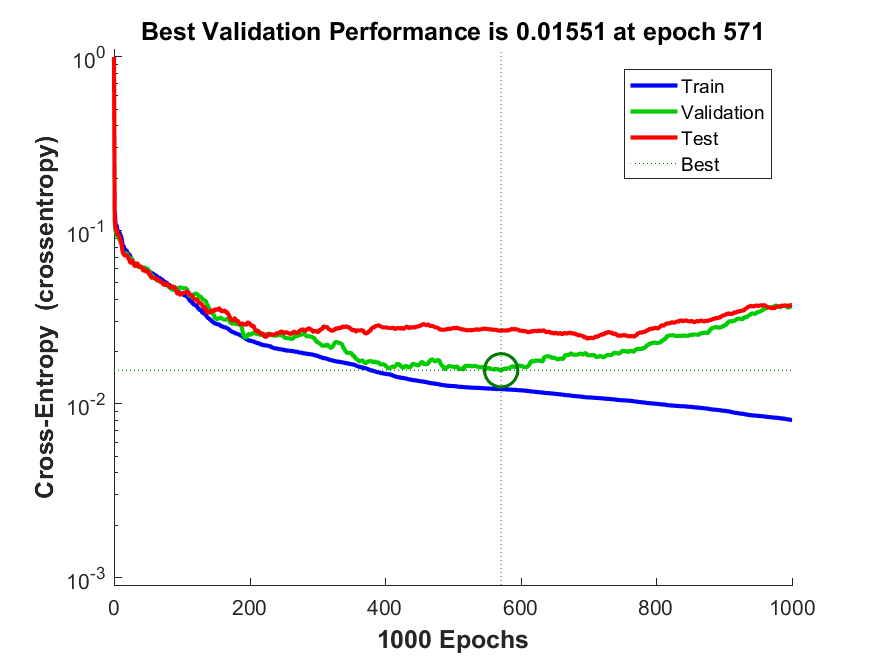 Best Validation Performance is 0.01551 at epoch 571
10^0
10^-1
10^-2
10^-3
Cross-Entropy (crossentropy)
Train
Validation
Test
Best
0 200 400 600 800 1000
1000 Epochs